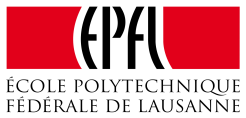 EPFL
ÉCOLE POLYTECHNIQUE
FÉDÉRALE DE LAUSANNE